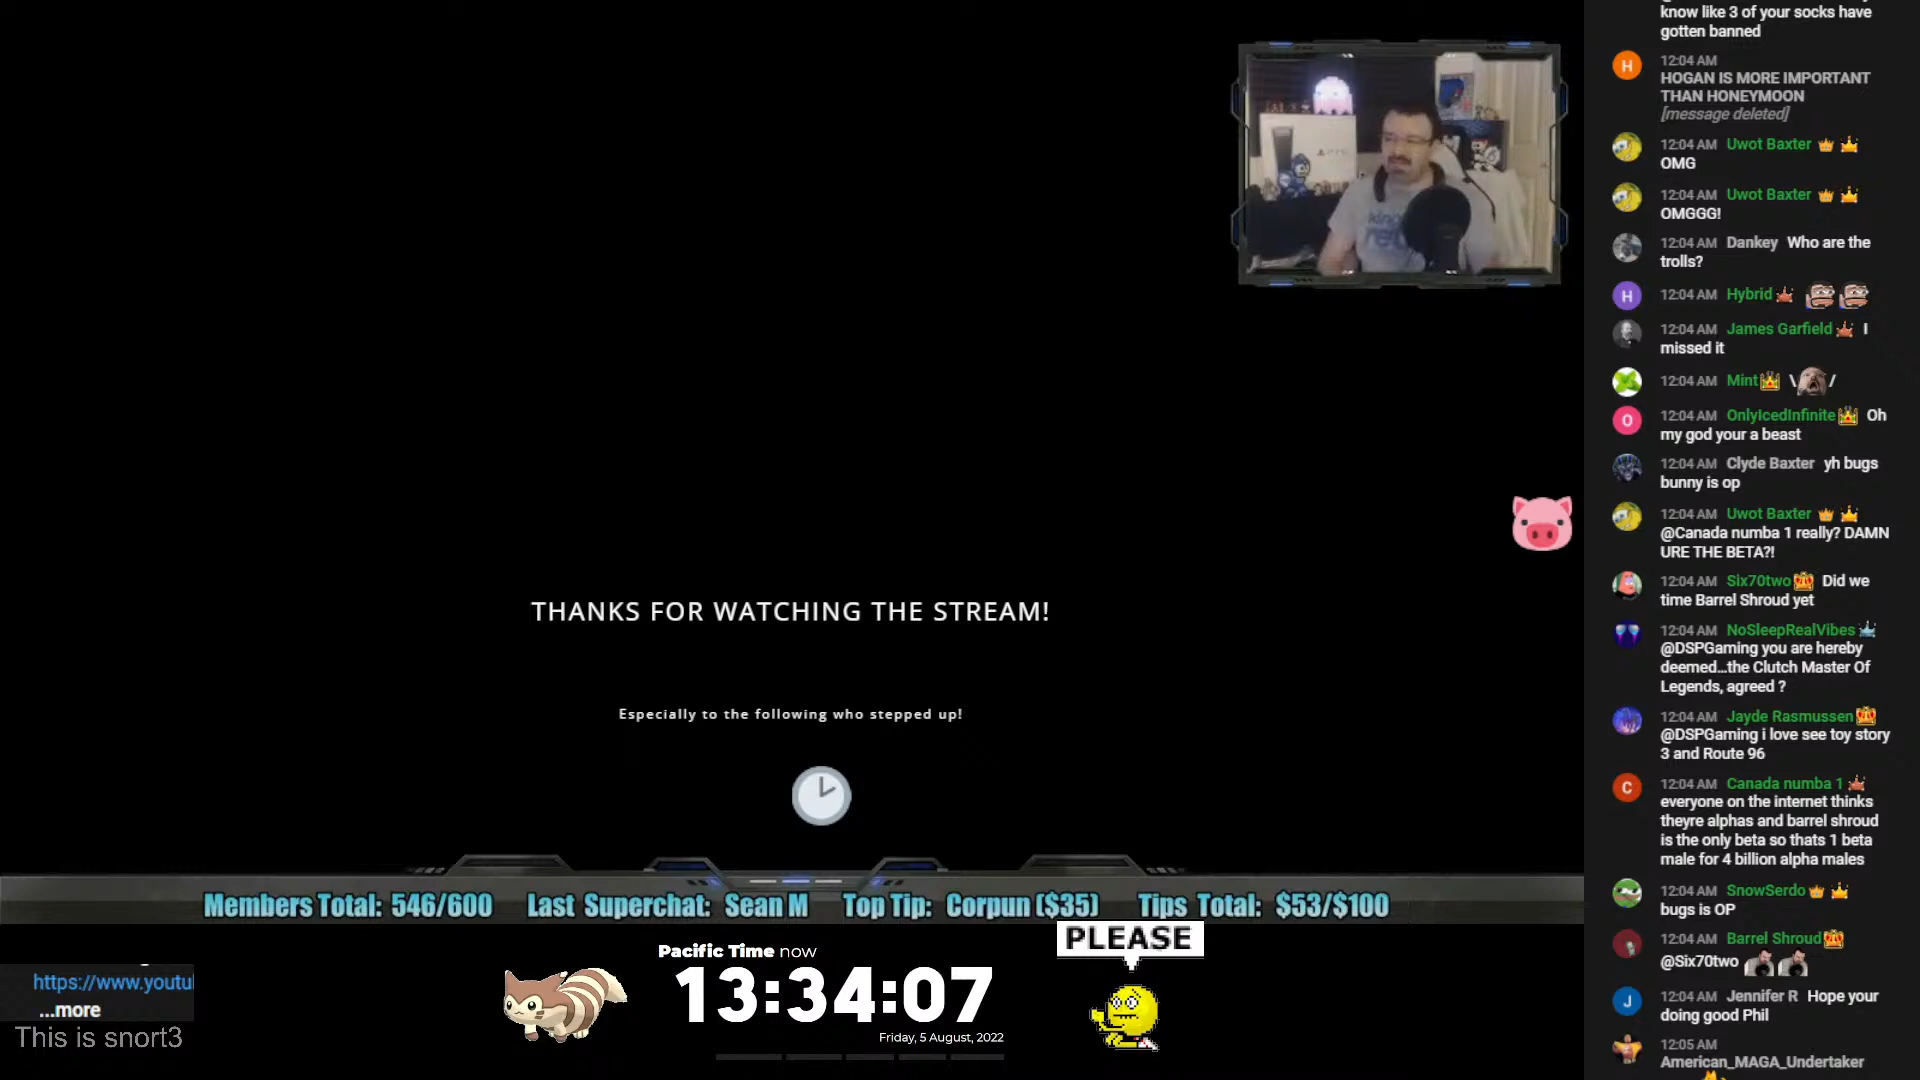 know like 3 of your socks have
gotten banned
H
12:04 AM
HOGAN IS MORE IMPORTANT
THAN HONEYMOON
[message deleted]
12:04 AM Uwot Baxter
OMG
12:04 AM Uwot Baxter
OMGGG!
12:04 AM Dankey Who are the
trolls?
H
12:04 AM Hybrid
12:04 AM James Garfield I
missed it
12:04 AM Mint \ /
O
12:04 AM OnlyIcedInfinite Oh
my god your a beast
12:04 AM Clyde Baxter yh bugs
bunny is op
12:04 AM Uwot Baxter
@Canada numba 1 really? DAMN
URE THE BETA?!
12:04 AM Six70two Did we
time Barrel Shroud yet
12:04 AM NoSleepRealVibes
@DSPGaming you are hereby
deemed...the Clutch Master Of
Legends, agreed ?
12:04 AM Jayde Rasmussen
@DSPGaming i love see toy story
3 and Route 96
C
12:04 AM Canada numba 1
everyone on the internet thinks
theyre alphas and barrel shroud
is the only beta so thats 1 beta
male for 4 billion alpha males
12:04 AM SnowSerdo
bugs is OP
12:04 AM Barrel Shroud
@Six70two
J
12:04 AM Jennifer R Hope your
doing good Phil
12:05 AM
American_MAGA_Undertaker
THANKS FOR WATCHING THE STREAM!
Especially to the following who stepped up!
Members Total: 546/600 Last Superchat: Sean M Top Tip: Corpun ($35) Tips Total: $53/$100
PLEASE
Pacific Time now
13:34:07
Friday, 5 August, 2022
https://www.youtu
...more
This is snort3